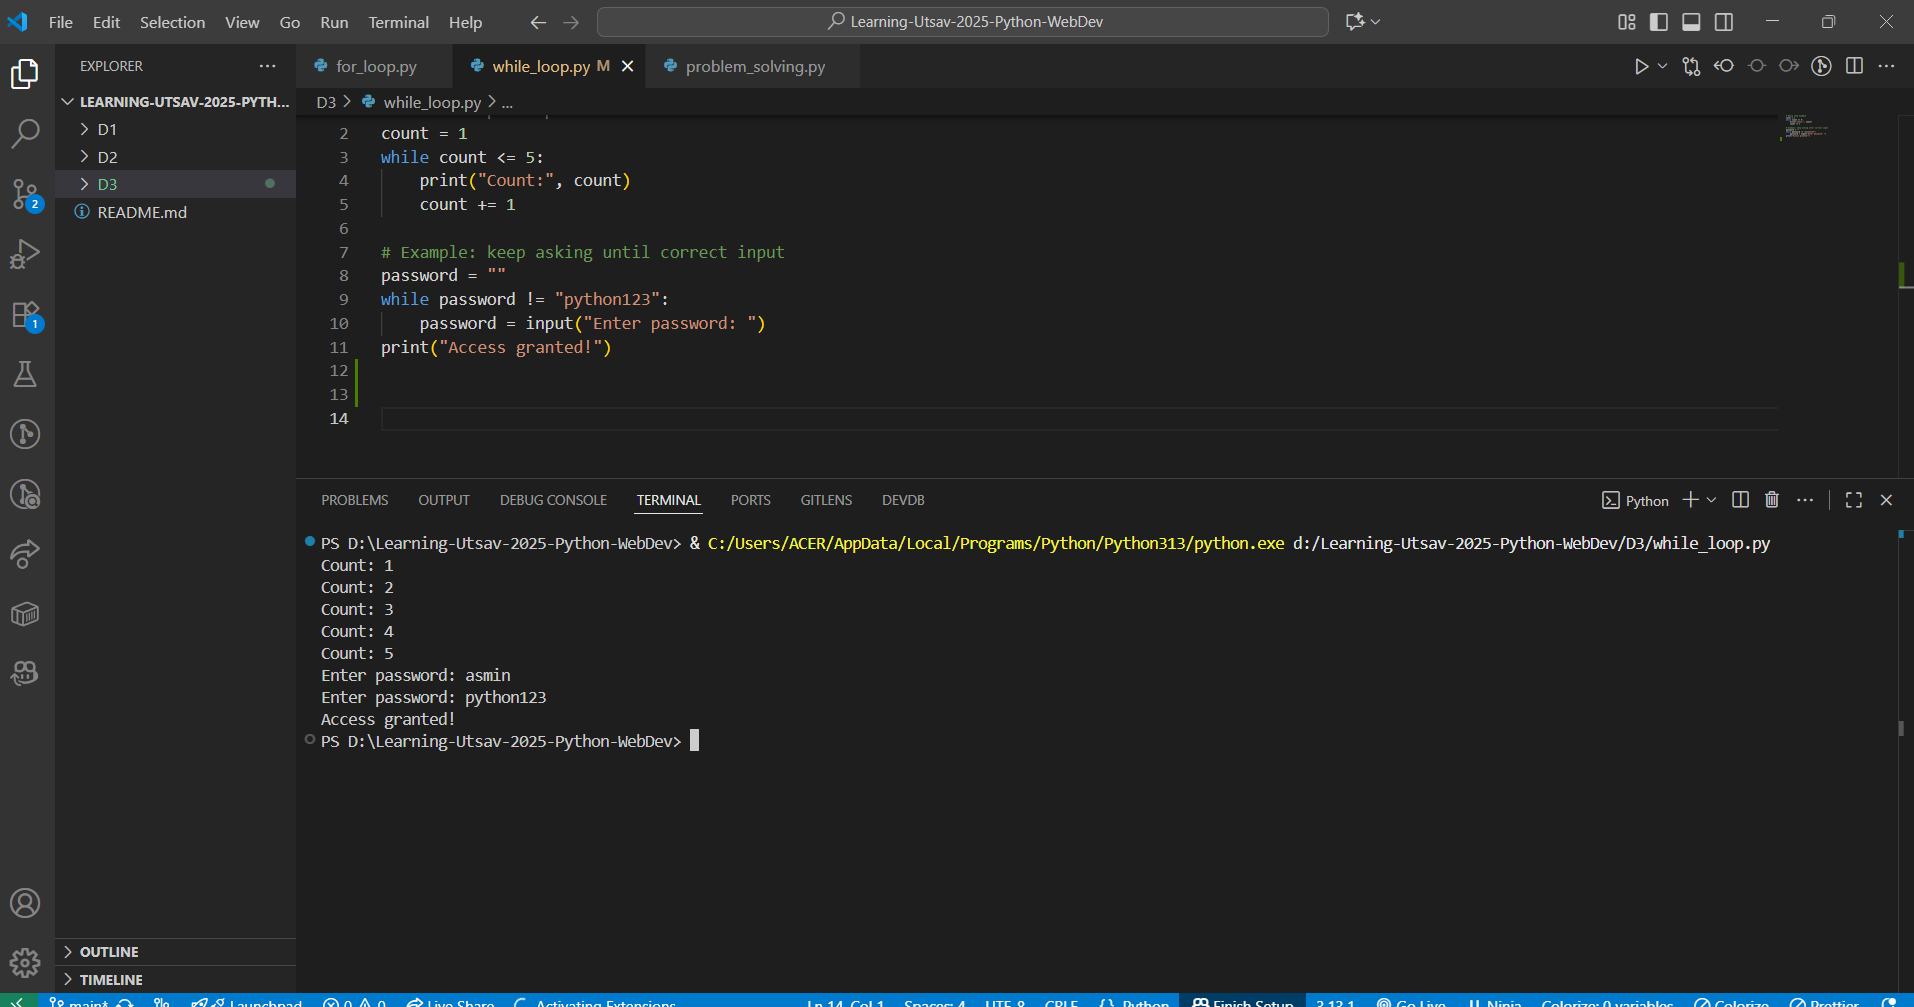 File Edit Selection View Go Run Terminal Help
Learning-Utsav-2025-Python-WebDev
EXPLORER
LEARNING-UTSAV-2025-PYTH...
D1
D2
D3
README.md
2
1
OUTLINE
TIMELINE
for_loop.py
while_loop.py M
problem_solving.py
D3 > while_loop.py > ...
2 count = 1
3 while count <= 5:
4 print("Count:", count)
5 count += 1
6
7 # Example: keep asking until correct input
8 password = ""
9 while password != "python123":
10 password = input("Enter password: ")
11 print("Access granted!")
12
13
14
PROBLEMS OUTPUT DEBUG CONSOLE TERMINAL PORTS GITLENS DEVDB
Python
PS D:\Learning-Utsav-2025-Python-WebDev> & C:/Users/ACER/AppData/Local/Programs/Python/Python313/python.exe d:/Learning-Utsav-2025-Python-WebDev/D3/while_loop.py
Count: 1
Count: 2
Count: 3
Count: 4
Count: 5
Enter password: asmin
Enter password: python123
Access granted!
PS D:\Learning-Utsav-2025-Python-WebDev>
main* Launchpad 0 0 Live Share Activating Extensions Ln 14, Col 1 Spaces: 4 UTF-8 CRLF {} Python Finish Setup 3.13.1 Go Live Ninja Colorize: 0 variables Colorize Prettier